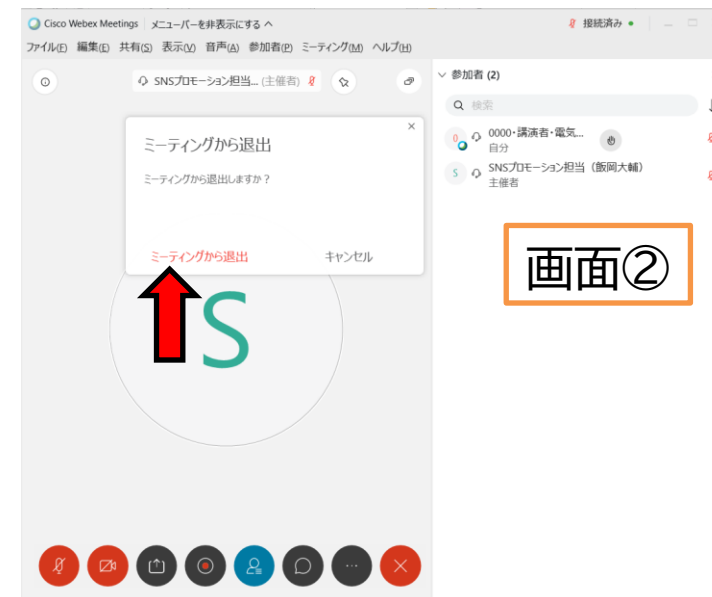 Cisco Webex Meetings メニューバーを非表示にする へ 接続済み
ファイル(F) 編集(E) 共有(S) 表示(V) 音声(A) 参加者(P) ミーティング(M) ヘルプ(H)
SNSプロモーション担当... (主催者)
参加者 (2)
検索
0 0000・講演者・電気...
自分
S SNSプロモーション担当（飯岡大輔）
主催者
ミーティングから退出
ミーティングから退出しますか？
ミーティングから退出 キャンセル
画面②
S